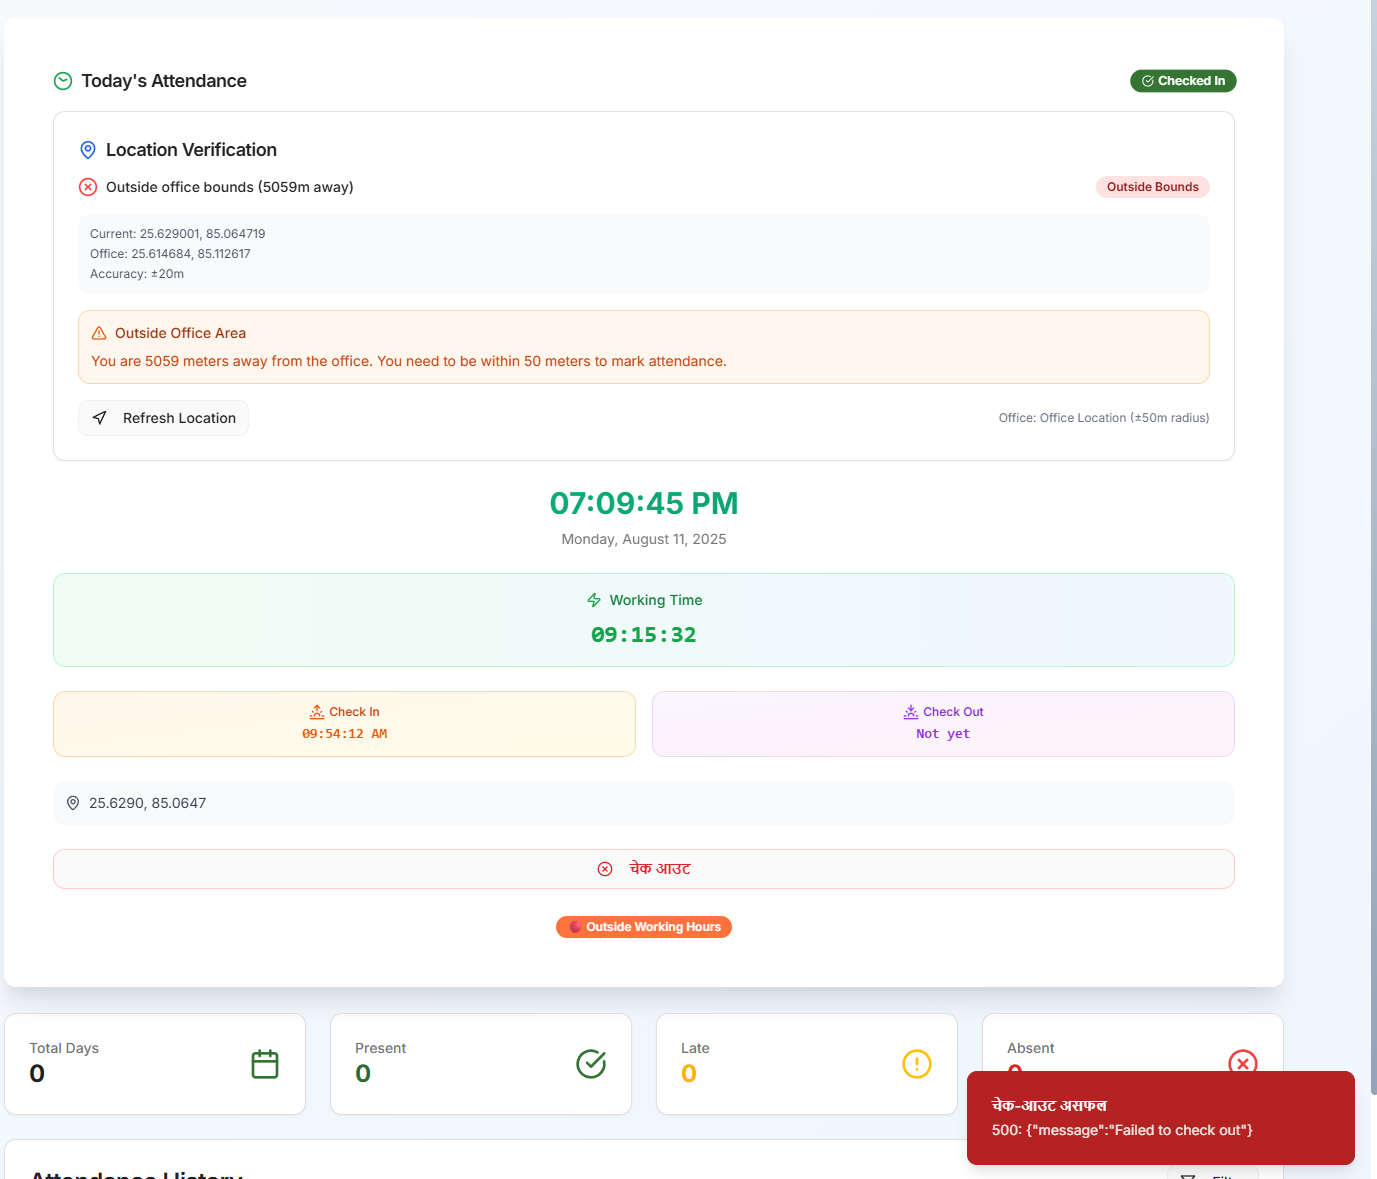 Today's Attendance
Checked In
Location Verification
Outside office bounds (5059m away)
Outside Bounds
Current: 25.629001, 85.064719
Office: 25.614684, 85.112617
Accuracy: ±20m
Outside Office Area
You are 5059 meters away from the office. You need to be within 50 meters to mark attendance.
Refresh Location
Office: Office Location (±50m radius)
07:09:45 PM
Monday, August 11, 2025
Working Time
09:15:32
Check In
09:54:12 AM
Check Out
Not yet
25.6290, 85.0647
चेक आउट
Outside Working Hours
Total Days
0
Present
0
Late
0
Absent
चेक-आउट असफल
500: {"message":"Failed to check out"}
Attendance History